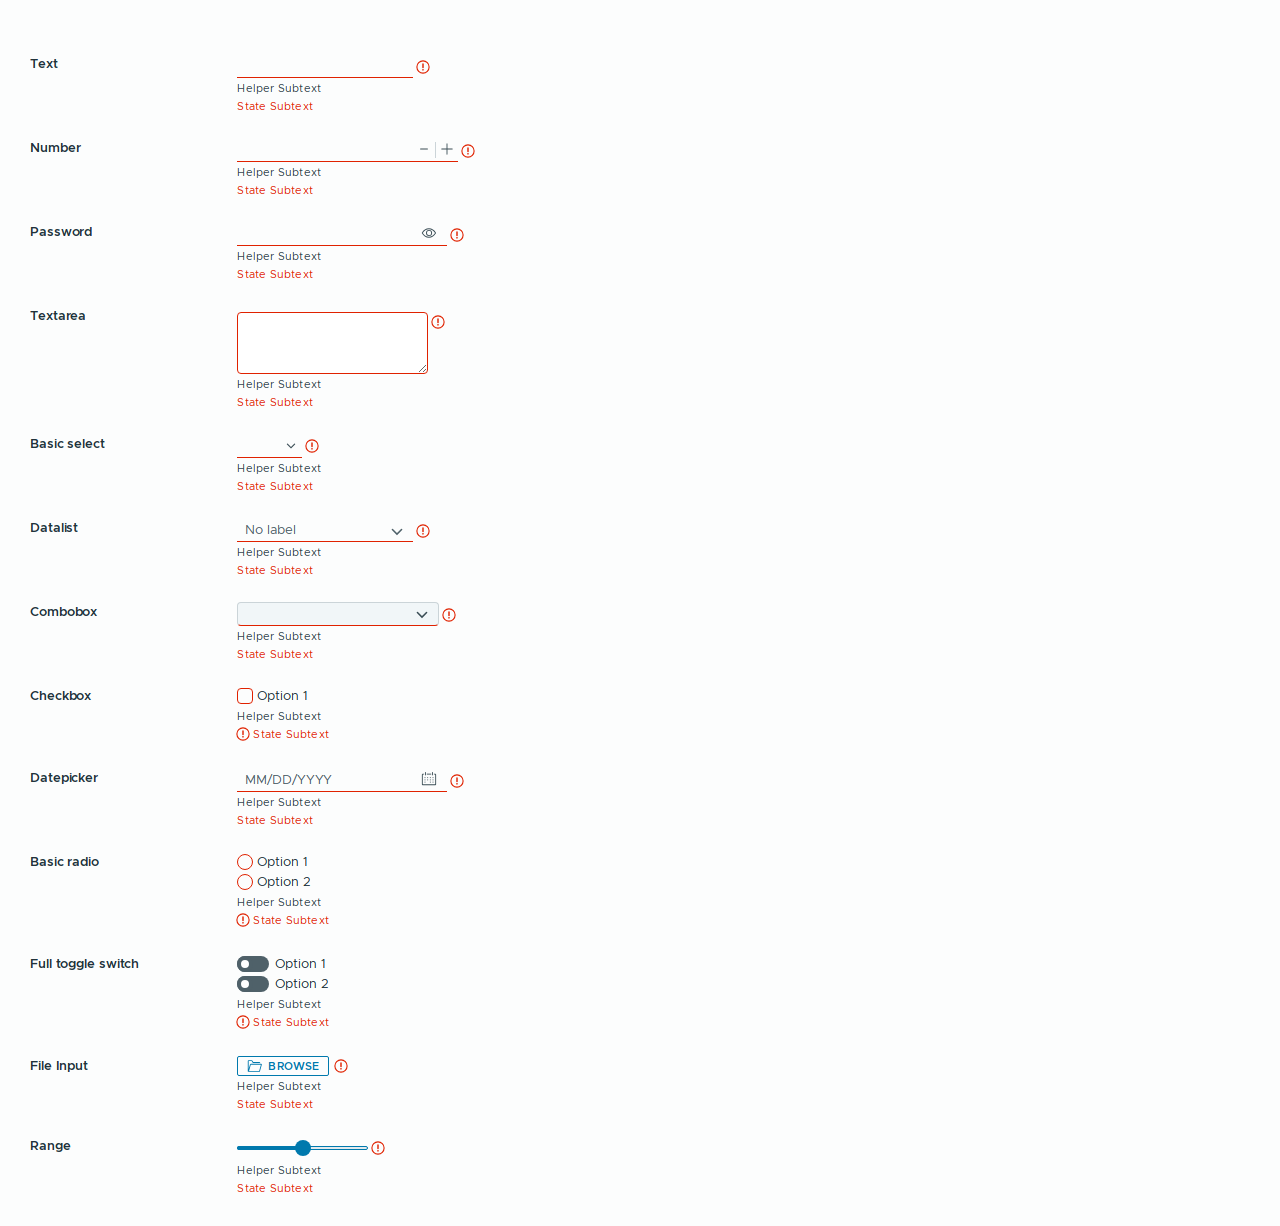 Text
Helper Subtext
State Subtext
Number
Helper Subtext
State Subtext
Password
Helper Subtext
State Subtext
Textarea
Helper Subtext
State Subtext
Basic select
Helper Subtext
State Subtext
Datalist
No label
Helper Subtext
State Subtext
Combobox
Helper Subtext
State Subtext
Checkbox
Option 1
Helper Subtext
State Subtext
Datepicker
MM/DD/YYYY
Helper Subtext
State Subtext
Basic radio
Option 1
Option 2
Helper Subtext
State Subtext
Full toggle switch
Option 1
Option 2
Helper Subtext
State Subtext
File Input
BROWSE
Helper Subtext
State Subtext
Range
Helper Subtext
State Subtext